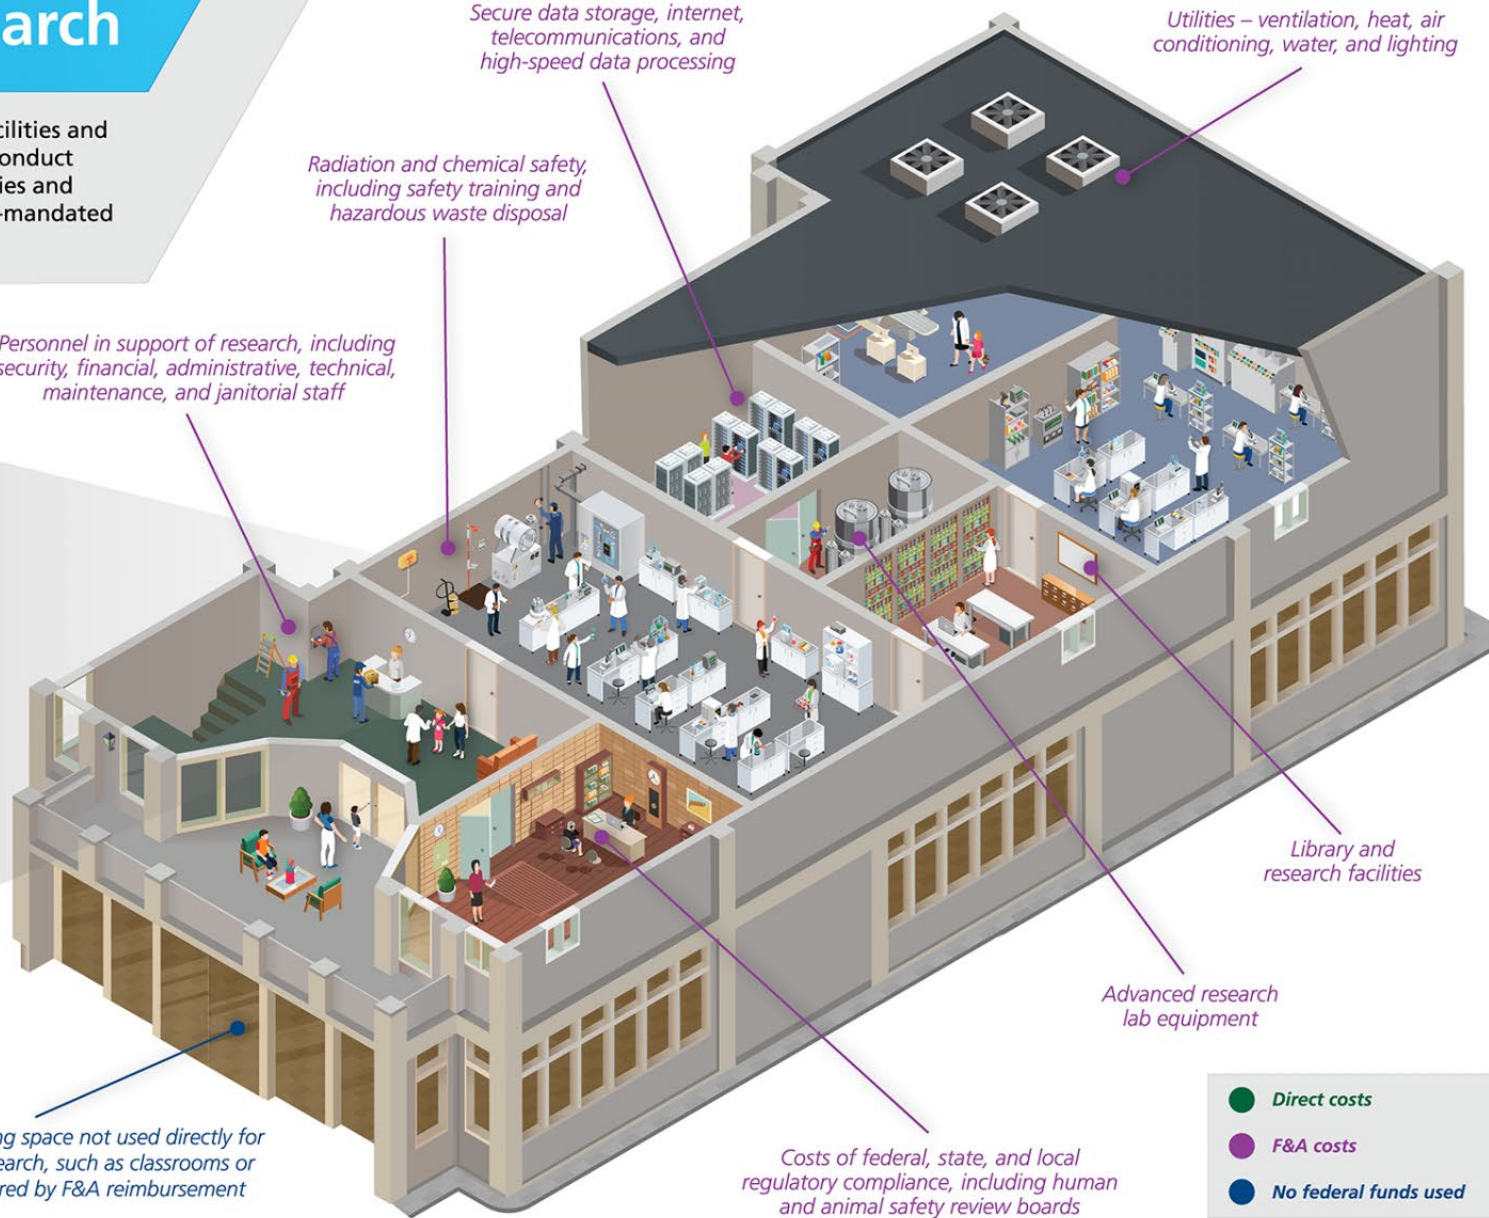 arch
cilities and
onduct
ies and
-mandated
Secure data storage, internet,
telecommunications, and
high-speed data processing
Utilities – ventilation, heat, air
conditioning, water, and lighting
Radiation and chemical safety,
including safety training and
hazardous waste disposal
Personnel in support of research, including
security, financial, administrative, technical,
maintenance, and janitorial staff
Library and
research facilities
Advanced research
lab equipment
Costs of federal, state, and local
regulatory compliance, including human
and animal safety review boards
ng space not used directly for
earch, such as classrooms or
red by F&A reimbursement
Direct costs
F&A costs
No federal funds used